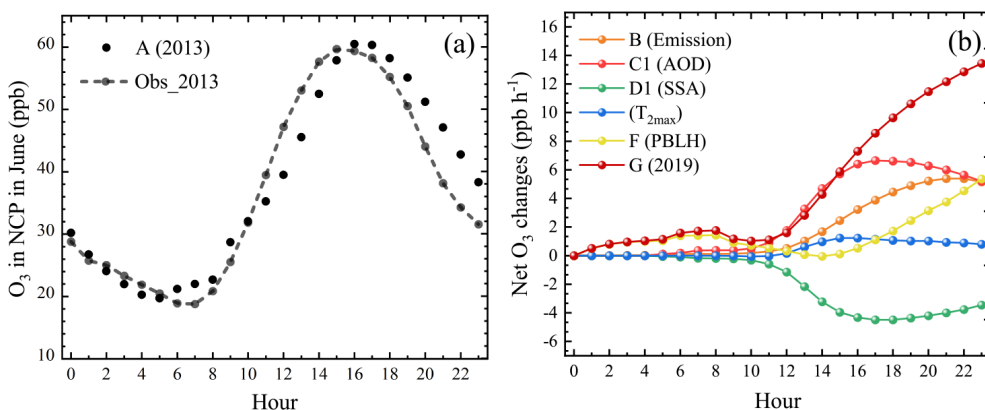 (a)
A (2013)
Obs_2013
O₃ in NCP in June (ppb)
60
50
40
30
20
10
0 2 4 6 8 10 12 14 16 18 20 22
Hour
(b)
B (Emission)
C1 (AOD)
D1 (SSA)
(T₂ₘₐₓ)
F (PBLH)
G (2019)
Net O₃ changes (ppb h⁻¹)
16
14
12
10
8
6
4
2
0
-2
-4
-6
0 2 4 6 8 10 12 14 16 18 20 22
Hour